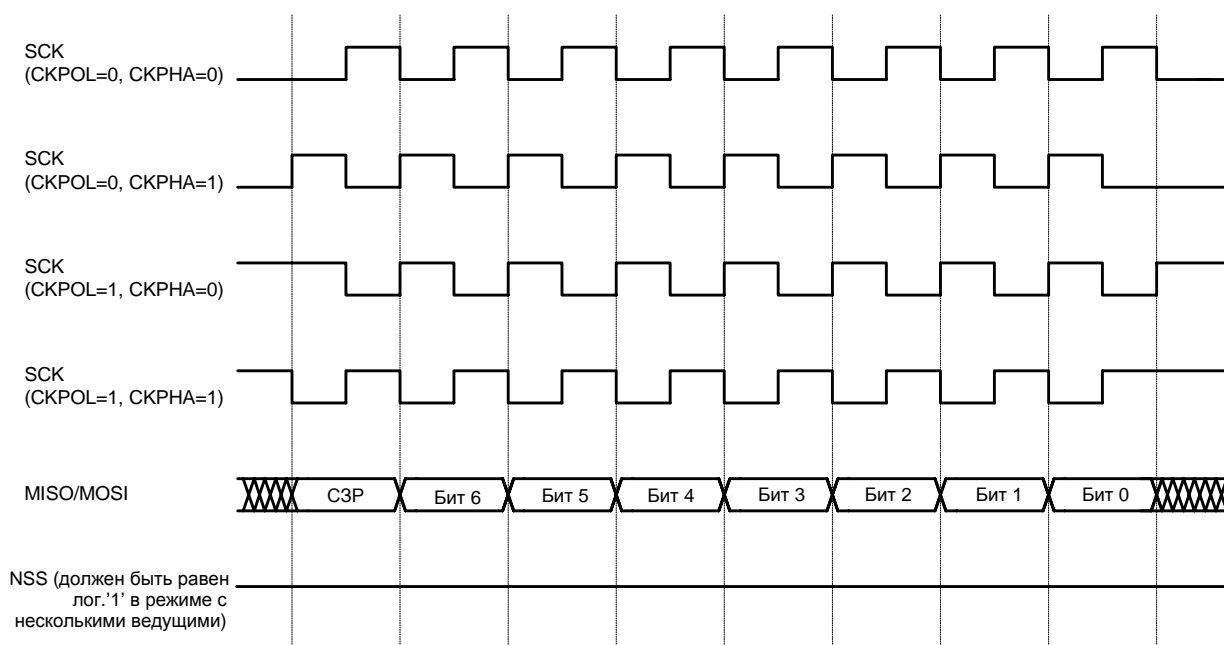 SCK
(CKPOL=0, CKPHA=0)
SCK
(CKPOL=0, CKPHA=1)
SCK
(CKPOL=1, CKPHA=0)
SCK
(CKPOL=1, CKPHA=1)
MISO/MOSI
СЗР
Бит 6
Бит 5
Бит 4
Бит 3
Бит 2
Бит 1
Бит 0
NSS (должен быть равен
лог.'1' в режиме с
несколькими ведущими)